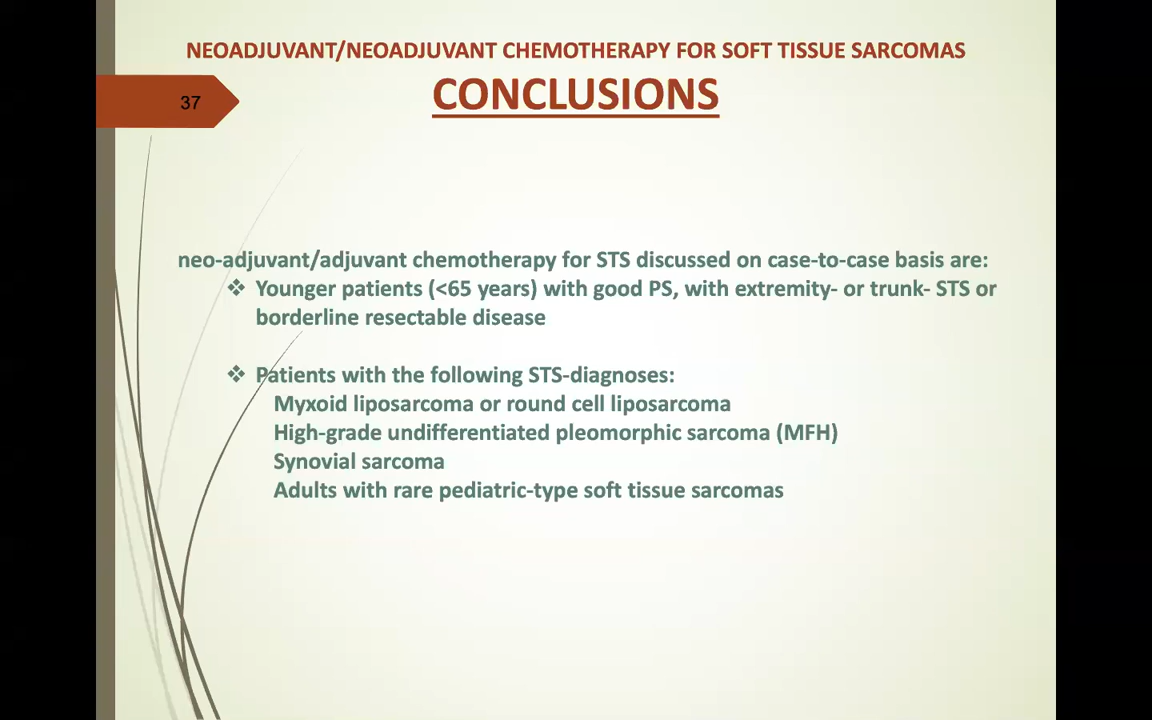 NEOADJUVANT/NEOADJUVANT CHEMOTHERAPY FOR SOFT TISSUE SARCOMAS
CONCLUSIONS
37
neo-adjuvant/adjuvant chemotherapy for STS discussed on case-to-case basis are:
❖ Younger patients (<65 years) with good PS, with extremity- or trunk- STS or
borderline resectable disease
❖ Patients with the following STS-diagnoses:
Myxoid liposarcoma or round cell liposarcoma
High-grade undifferentiated pleomorphic sarcoma (MFH)
Synovial sarcoma
Adults with rare pediatric-type soft tissue sarcomas